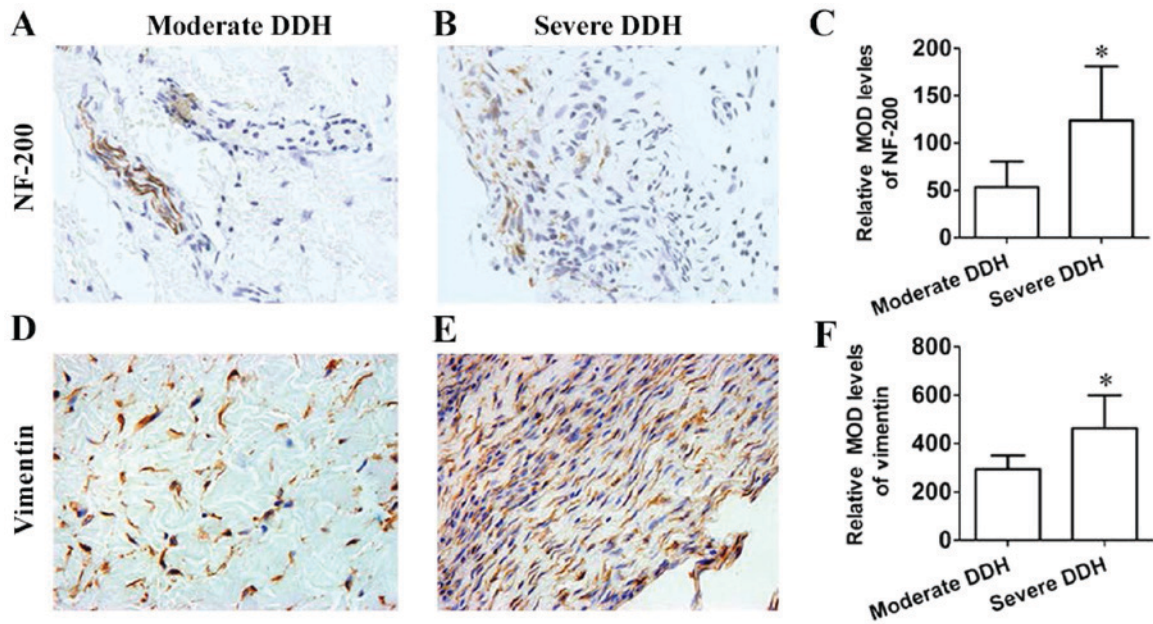 A Moderate DDH
B Severe DDH
NF-200
C
Relative MOD levles
of NF-200
200
150
100
50
0
*
Moderate DDH
Severe DDH
D
E
Vimentin
F
Relative MOD levels
of vimentin
800
600
400
200
0
*
Moderate DDH
Severe DDH